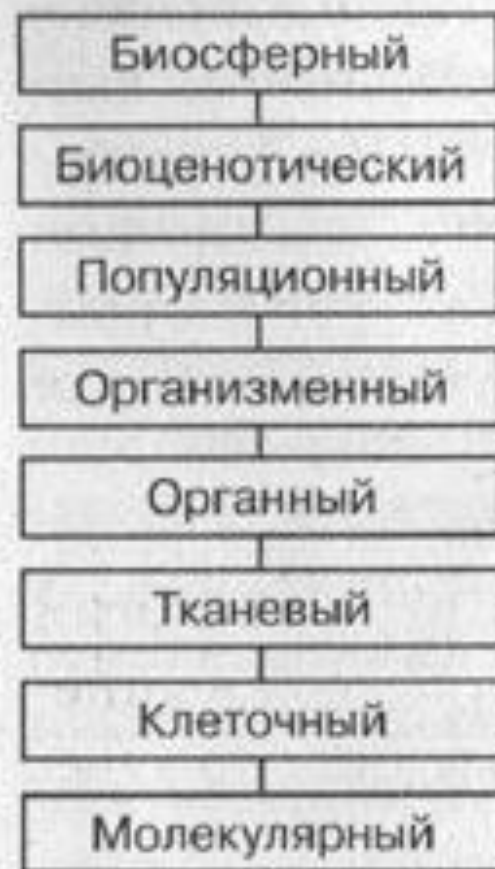 Биосферный
Биоценотический
Популяционный
Организменный
Органный
Тканевый
Клеточный
Молекулярный